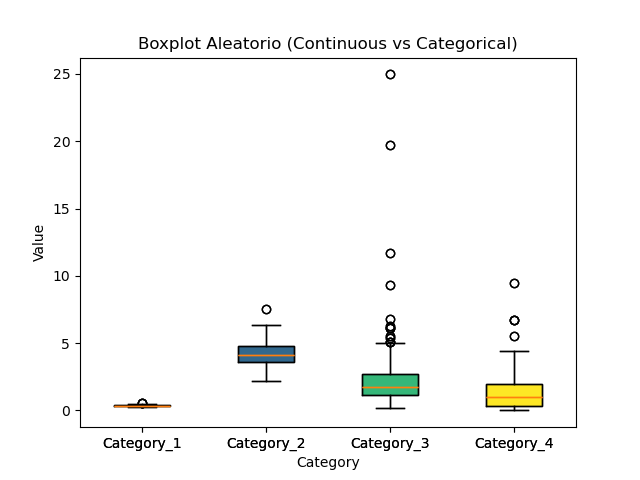 Boxplot Aleatorio (Continuous vs Categorical)
25
20
15
10
5
0
Value
Category_1 Category_2 Category_3 Category_4
Category